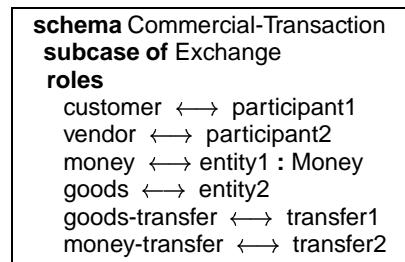 schema Commercial-Transaction
subcase of Exchange
roles
customer ⟷ participant1
vendor ⟷ participant2
money ⟷ entity1 : Money
goods ⟷ entity2
goods-transfer ⟷ transfer1
money-transfer ⟷ transfer2